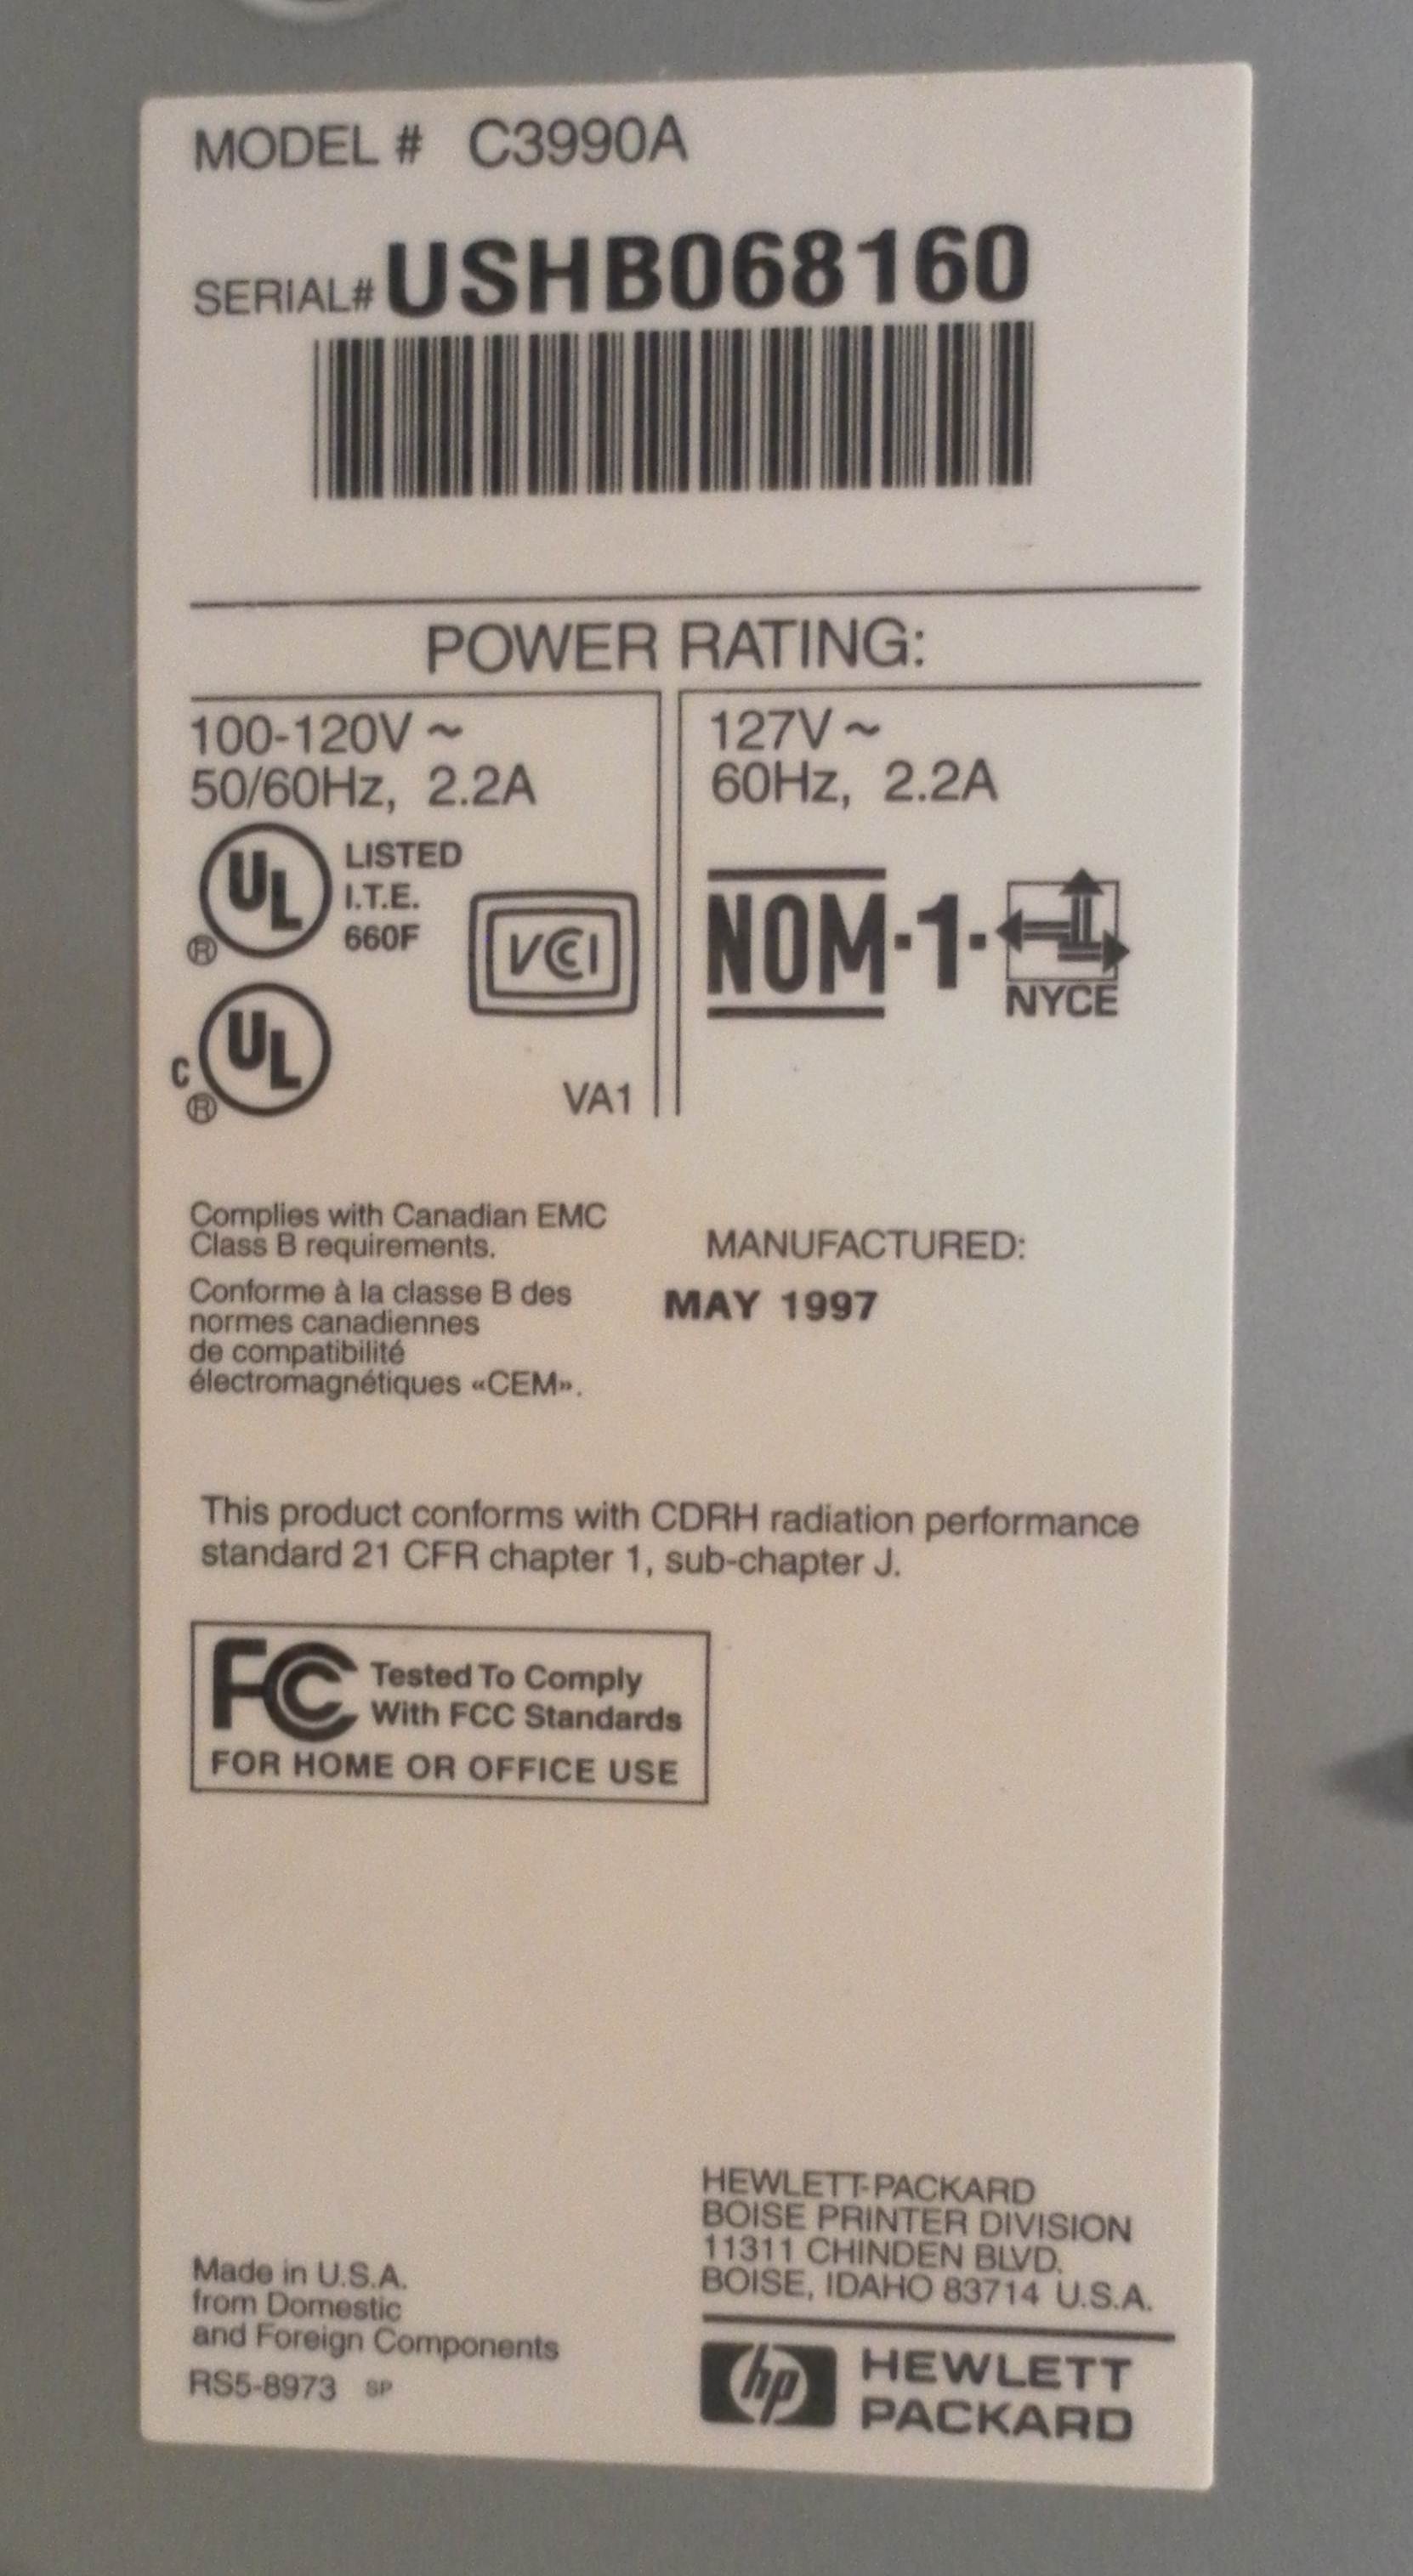 MODEL # C3990A
SERIAL# USHB068160
POWER RATING:
100-120V ~
50/60Hz, 2.2A
UL ®
LISTED
I.T.E.
660F
VCCI
C UL ®
VA1
127V ~
60Hz, 2.2A
NOM·1·
NYCE
Complies with Canadian EMC
Class B requirements.
Conforme à la classe B des
normes canadiennes
de compatibilité
électromagnétiques «CEM».
MANUFACTURED:
MAY 1997
This product conforms with CDRH radiation performance
standard 21 CFR chapter 1, sub-chapter J.
FCC Tested To Comply
With FCC Standards
FOR HOME OR OFFICE USE
HEWLETT-PACKARD
BOISE PRINTER DIVISION
11311 CHINDEN BLVD.
BOISE, IDAHO 83714 U.S.A.
Made in U.S.A.
from Domestic
and Foreign Components
RS5-8973 SP
hp HEWLETT
PACKARD